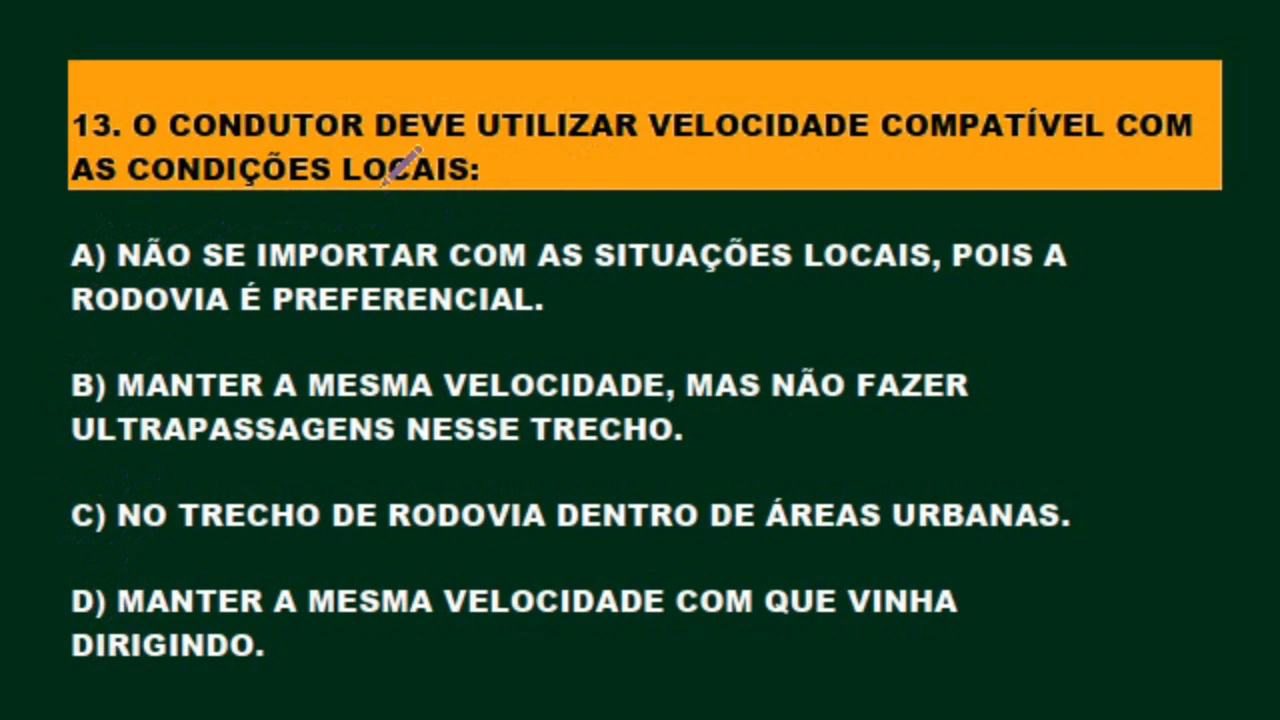 13. O CONDUTOR DEVE UTILIZAR VELOCIDADE COMPATÍVEL COM
AS CONDIÇÕES LOCAIS:
A) NÃO SE IMPORTAR COM AS SITUAÇÕES LOCAIS, POIS A
RODOVIA É PREFERENCIAL.
B) MANTER A MESMA VELOCIDADE, MAS NÃO FAZER
ULTRAPASSAGENS NESSE TRECHO.
C) NO TRECHO DE RODOVIA DENTRO DE ÁREAS URBANAS.
D) MANTER A MESMA VELOCIDADE COM QUE VINHA
DIRIGINDO.